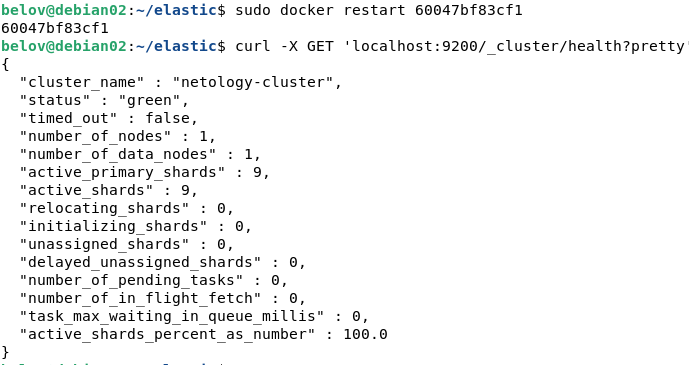 belov@debian02:~/elastic$ sudo docker restart 60047bf83cf1
60047bf83cf1
belov@debian02:~/elastic$ curl -X GET 'localhost:9200/_cluster/health?pretty'
{
  "cluster_name" : "netology-cluster",
  "status" : "green",
  "timed_out" : false,
  "number_of_nodes" : 1,
  "number_of_data_nodes" : 1,
  "active_primary_shards" : 9,
  "active_shards" : 9,
  "relocating_shards" : 0,
  "initializing_shards" : 0,
  "unassigned_shards" : 0,
  "delayed_unassigned_shards" : 0,
  "number_of_pending_tasks" : 0,
  "number_of_in_flight_fetch" : 0,
  "task_max_waiting_in_queue_millis" : 0,
  "active_shards_percent_as_number" : 100.0
}